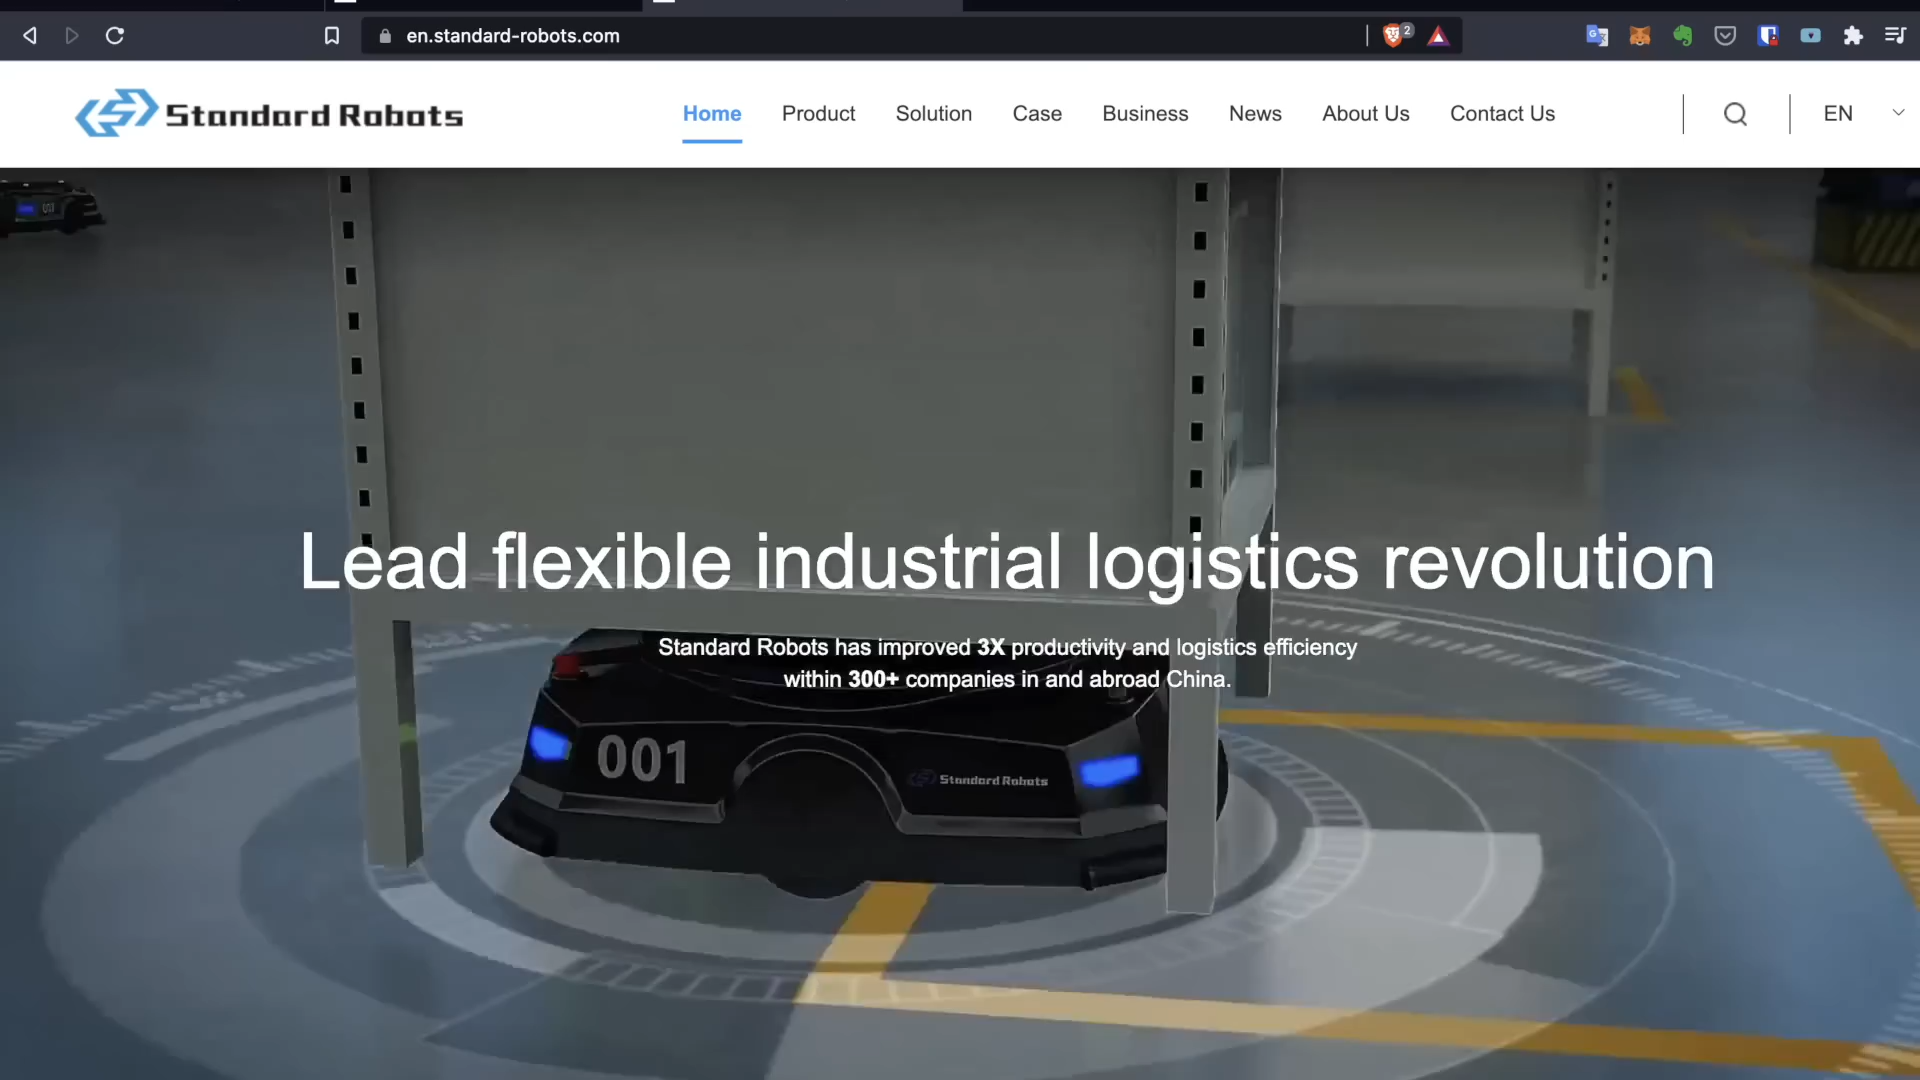 en.standard-robots.com
2
Standard Robots
Home
Product
Solution
Case
Business
News
About Us
Contact Us
EN
001
Lead flexible industrial logistics revolution
Standard Robots has improved 3X productivity and logistics efficiency
within 300+ companies in and abroad China.
001
Standard Robots